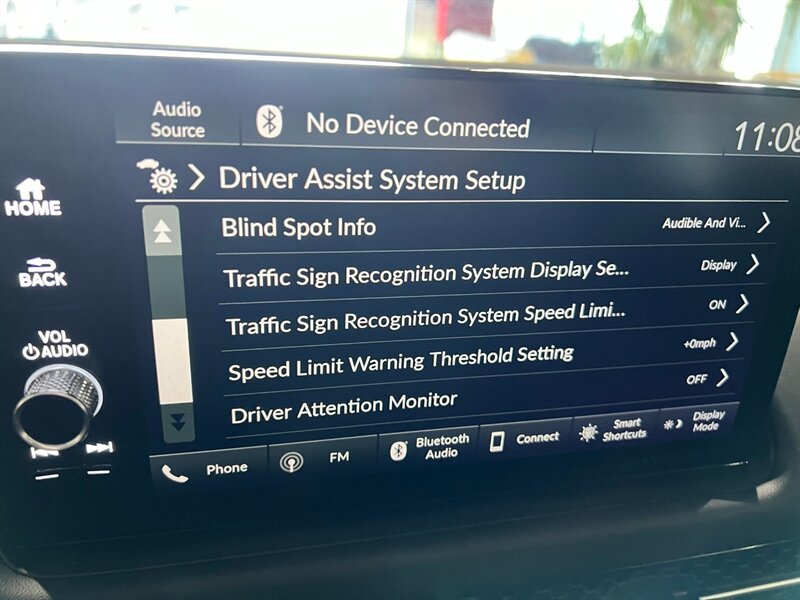 Audio
Source
No Device Connected
11:08
Driver Assist System Setup
HOME
Blind Spot Info
Audible And Vi...
Traffic Sign Recognition System Display Se...
Display
BACK
Traffic Sign Recognition System Speed Limi...
ON
VOL
AUDIO
Speed Limit Warning Threshold Setting
+0mph
Driver Attention Monitor
OFF
Phone
FM
Bluetooth
Audio
Connect
Smart
Shortcuts
Display
Mode